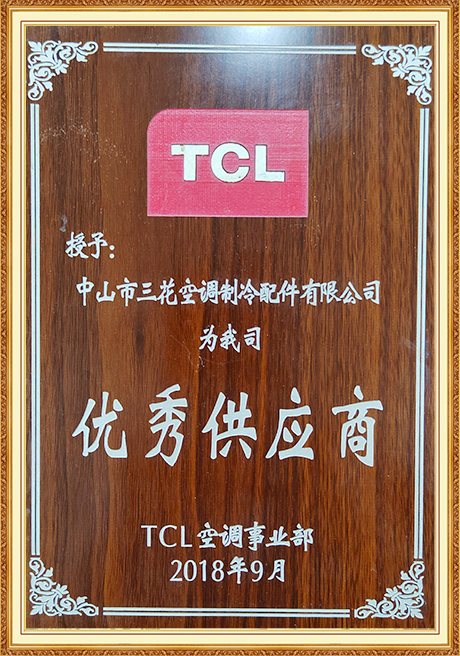 TCL
授予：
中山市三花空调制冷配件有限公司
为我司
优秀供应商
TCL空调事业部
2018年9月